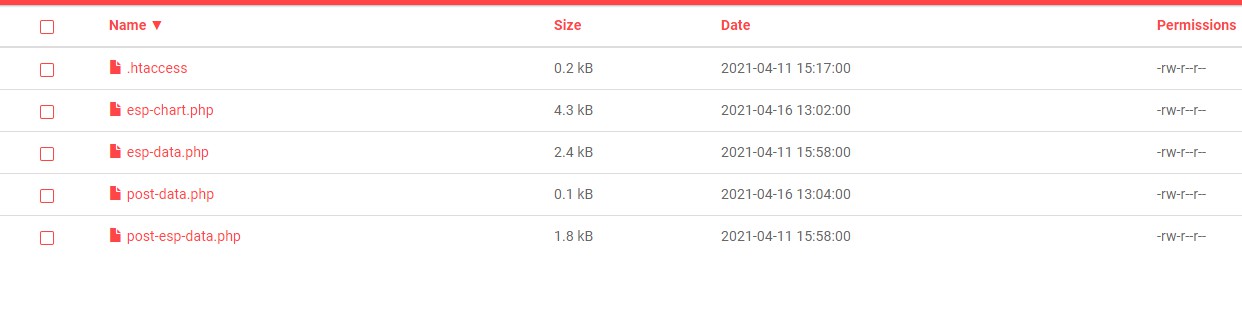 Name ▼ Size Date Permissions
.htaccess 0.2 kB 2021-04-11 15:17:00 -rw-r--r--
esp-chart.php 4.3 kB 2021-04-16 13:02:00 -rw-r--r--
esp-data.php 2.4 kB 2021-04-11 15:58:00 -rw-r--r--
post-data.php 0.1 kB 2021-04-16 13:04:00 -rw-r--r--
post-esp-data.php 1.8 kB 2021-04-11 15:58:00 -rw-r--r--